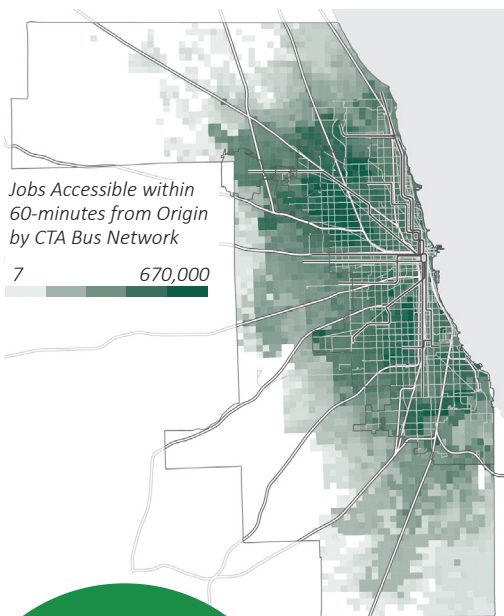 Jobs Accessible within
60-minutes from Origin
by CTA Bus Network
7 670,000